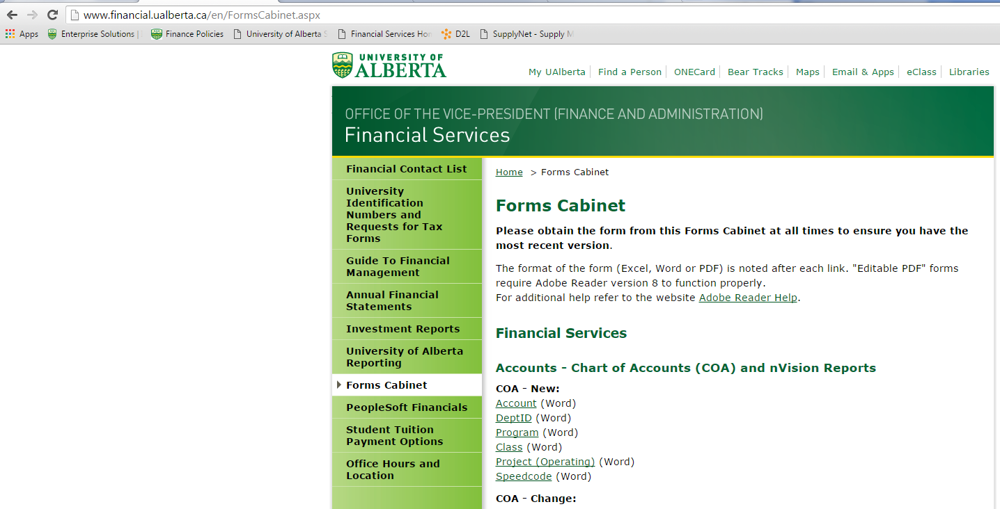 www.financial.ualberta.ca/en/FormsCabinet.aspx
Apps Enterprise Solutions | Finance Policies University of Alberta S Financial Services Hon D2L SupplyNet - Supply M
UNIVERSITY OF
ALBERTA
My UAlberta Find a Person ONECard Bear Tracks Maps Email & Apps eClass Libraries
OFFICE OF THE VICE-PRESIDENT (FINANCE AND ADMINISTRATION)
Financial Services
Financial Contact List
University
Identification
Numbers and
Requests for Tax
Forms
Guide To Financial
Management
Annual Financial
Statements
Investment Reports
University of Alberta
Reporting
Forms Cabinet
PeopleSoft Financials
Student Tuition
Payment Options
Office Hours and
Location
Home > Forms Cabinet
Forms Cabinet
Please obtain the form from this Forms Cabinet at all times to ensure you have the
most recent version.
The format of the form (Excel, Word or PDF) is noted after each link. "Editable PDF" forms
require Adobe Reader version 8 to function properly.
For additional help refer to the website Adobe Reader Help.
Financial Services
Accounts - Chart of Accounts (COA) and nVision Reports
COA - New:
Account (Word)
DeptID (Word)
Program (Word)
Class (Word)
Project (Operating) (Word)
Speedcode (Word)
COA - Change: